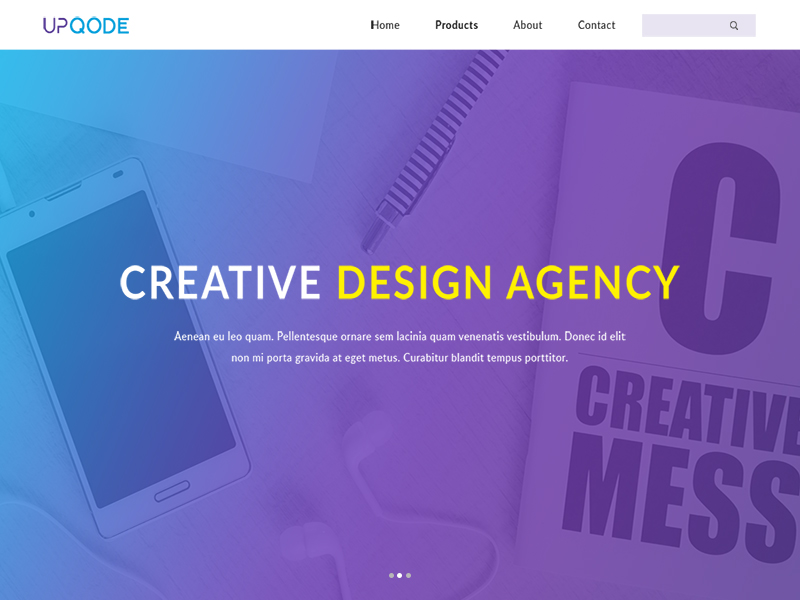 UPQODE
Home Products About Contact
CREATIVE DESIGN AGENCY
Aenean eu leo quam. Pellentesque ornare sem lacinia quam venenatis vestibulum. Donec id elit
non mi porta gravida at eget metus. Curabitur blandit tempus porttitor.
C
CREATIVE
MESS